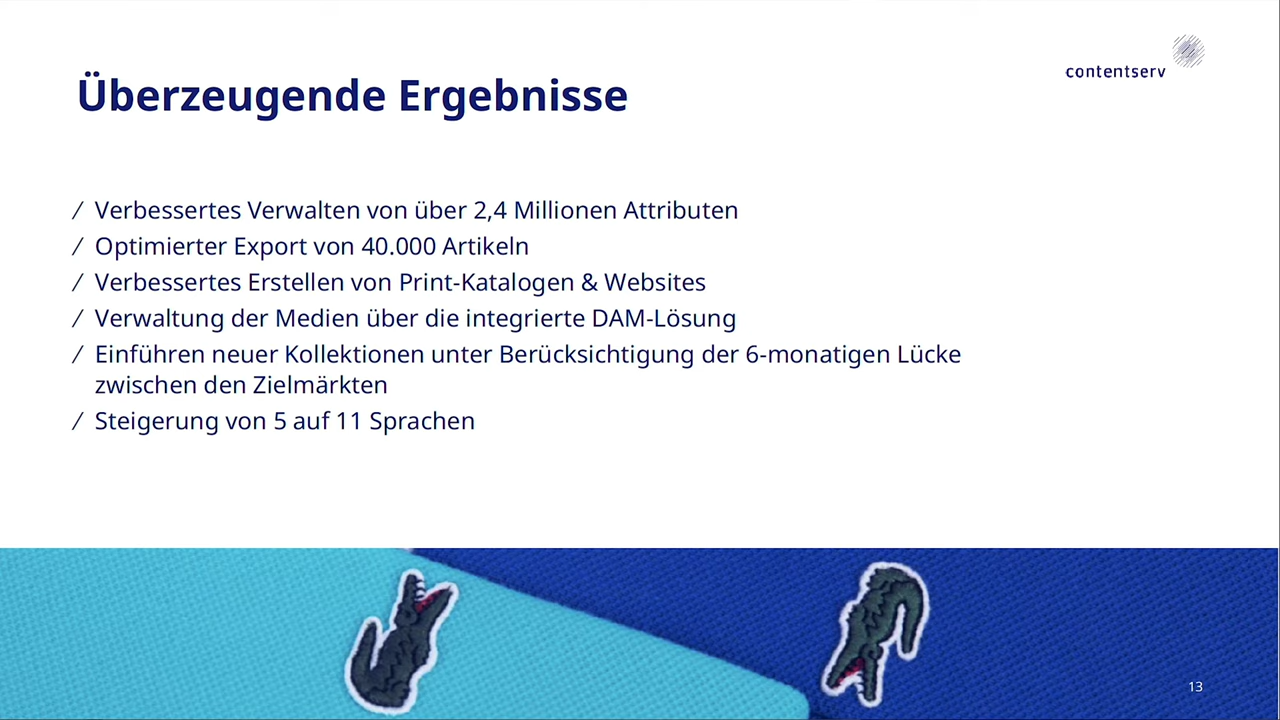 contentserv
Überzeugende Ergebnisse
/ Verbessertes Verwalten von über 2,4 Millionen Attributen
/ Optimierter Export von 40.000 Artikeln
/ Verbessertes Erstellen von Print-Katalogen & Websites
/ Verwaltung der Medien über die integrierte DAM-Lösung
/ Einführen neuer Kollektionen unter Berücksichtigung der 6-monatigen Lücke
zwischen den Zielmärkten
/ Steigerung von 5 auf 11 Sprachen
13